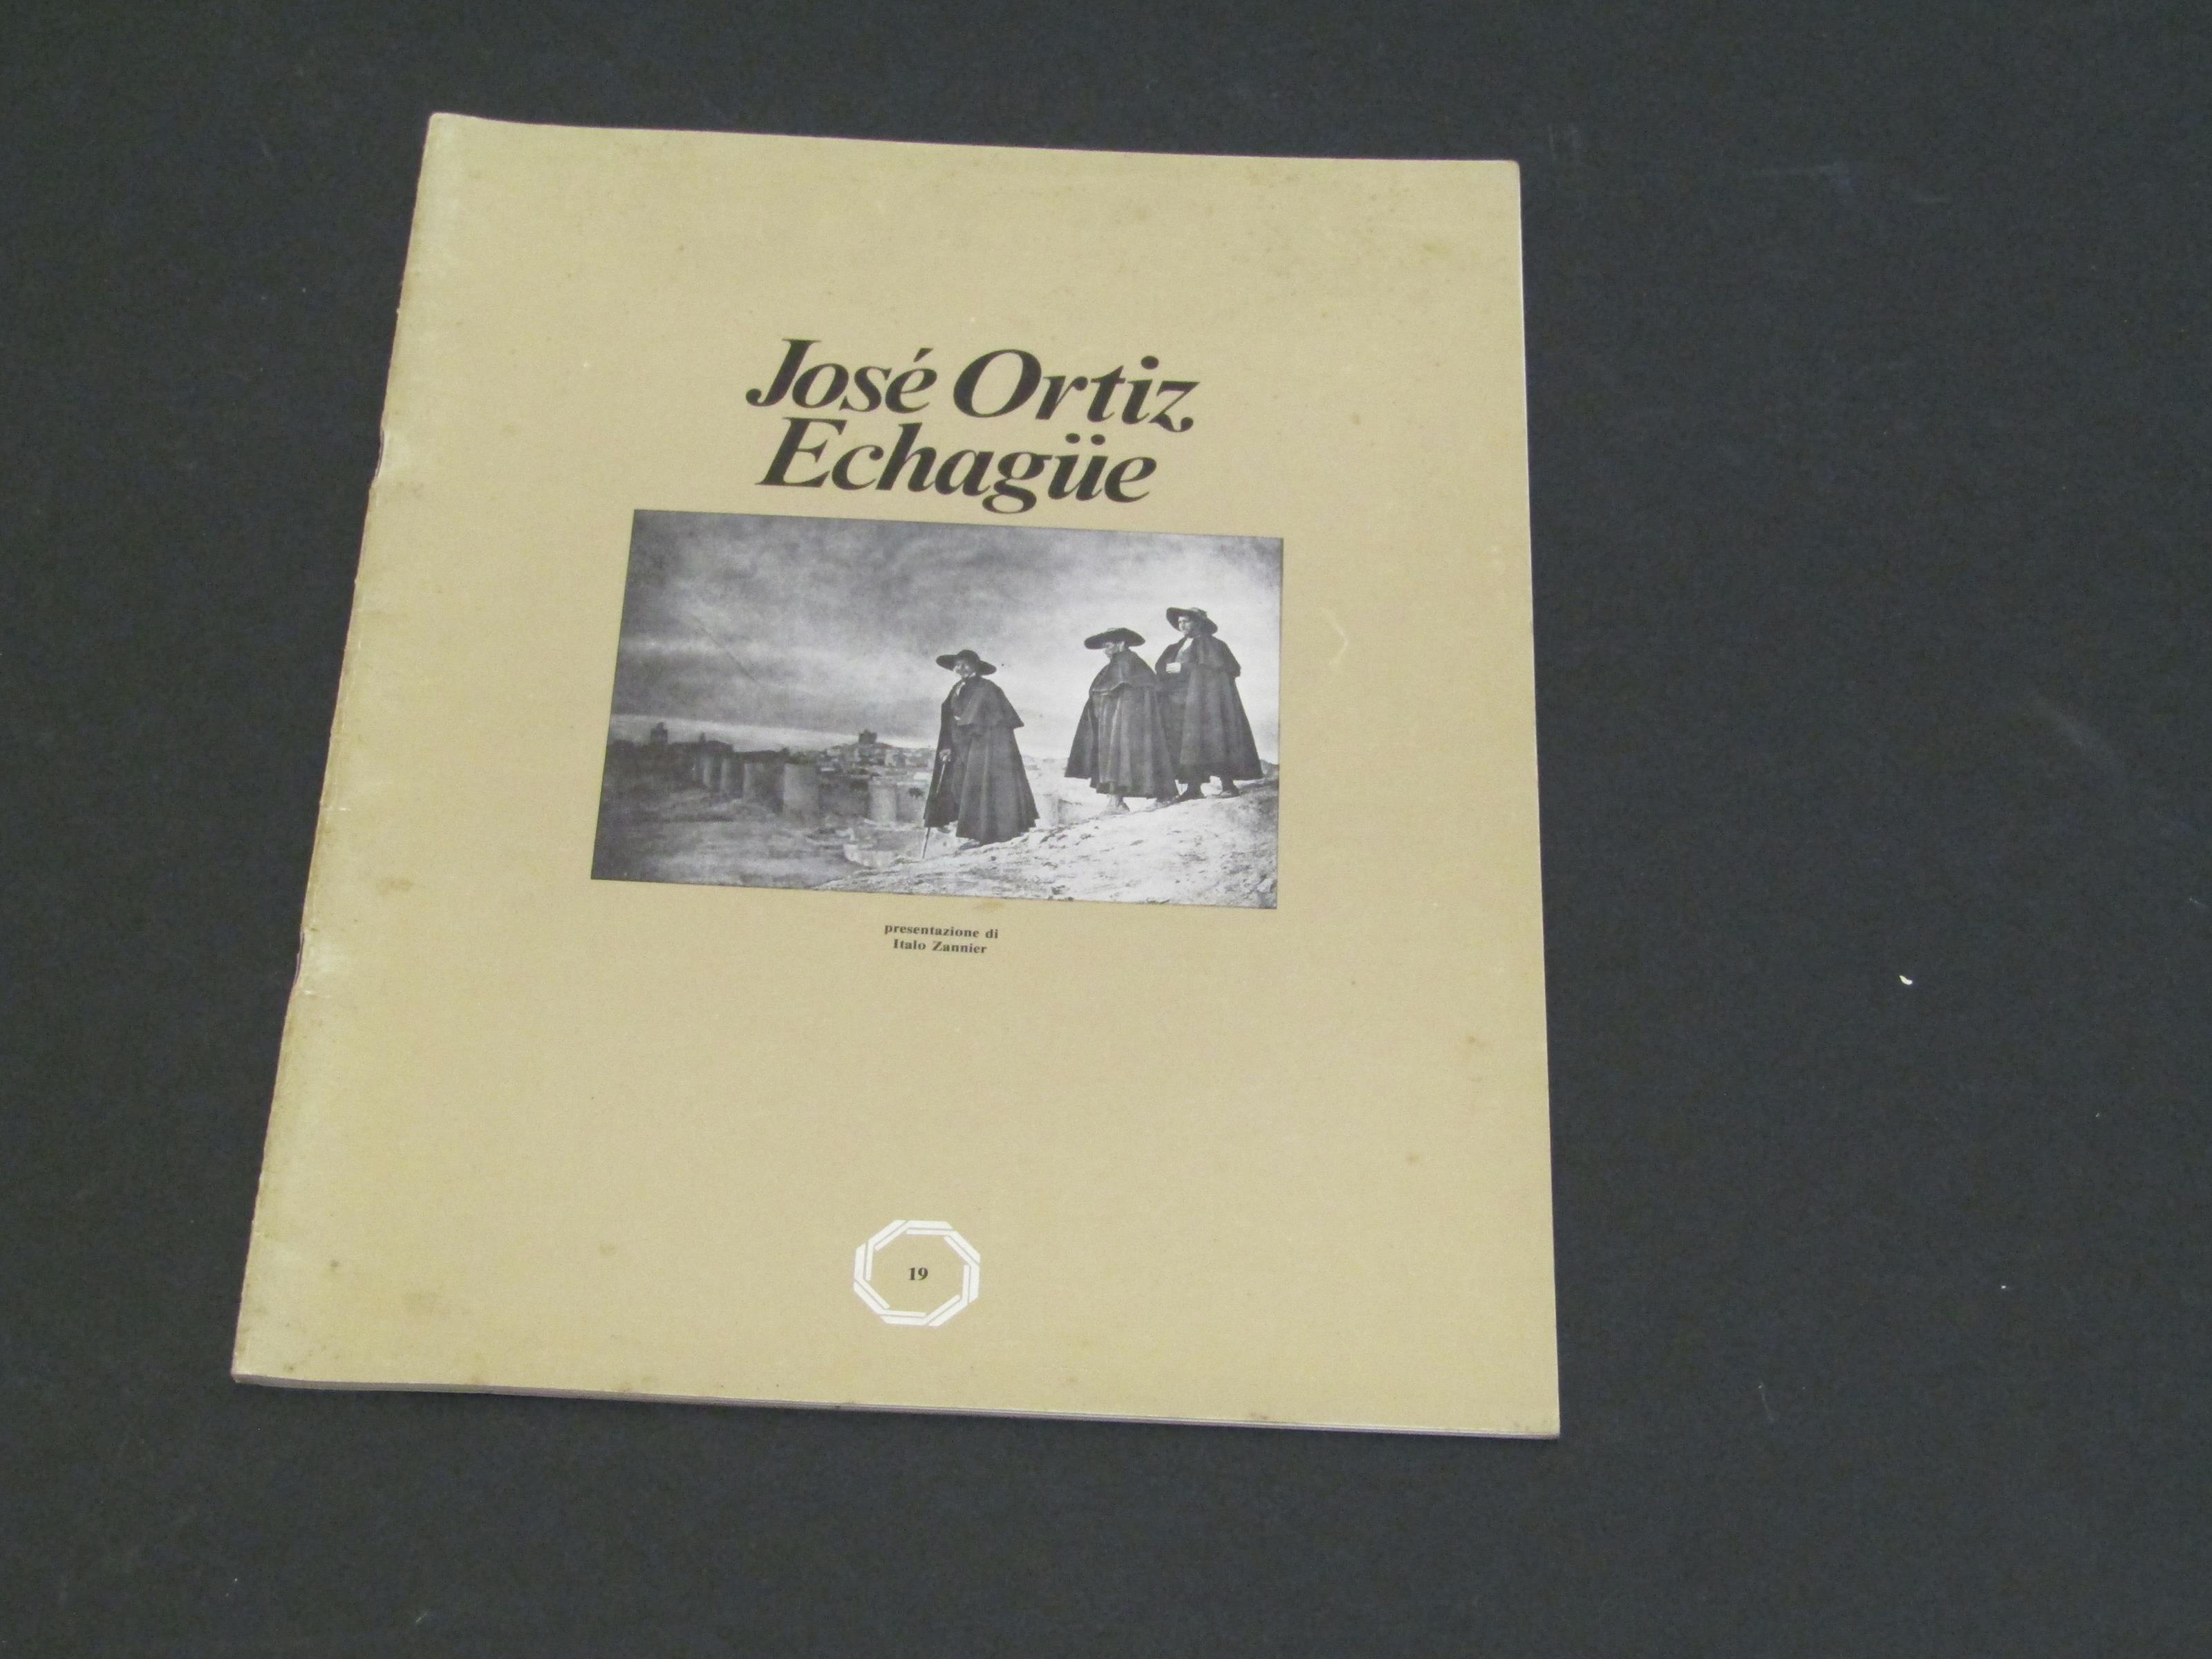 José Ortiz
Echagüe
presentazione di
Italo Zannier
19